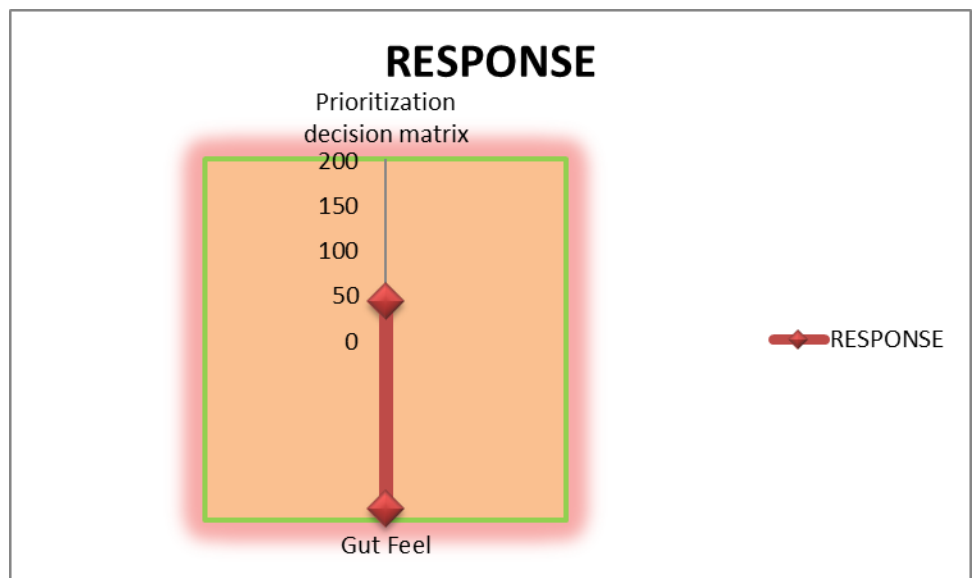 RESPONSE
Prioritization
decision matrix
200
150
100
50
0
RESPONSE
Gut Feel